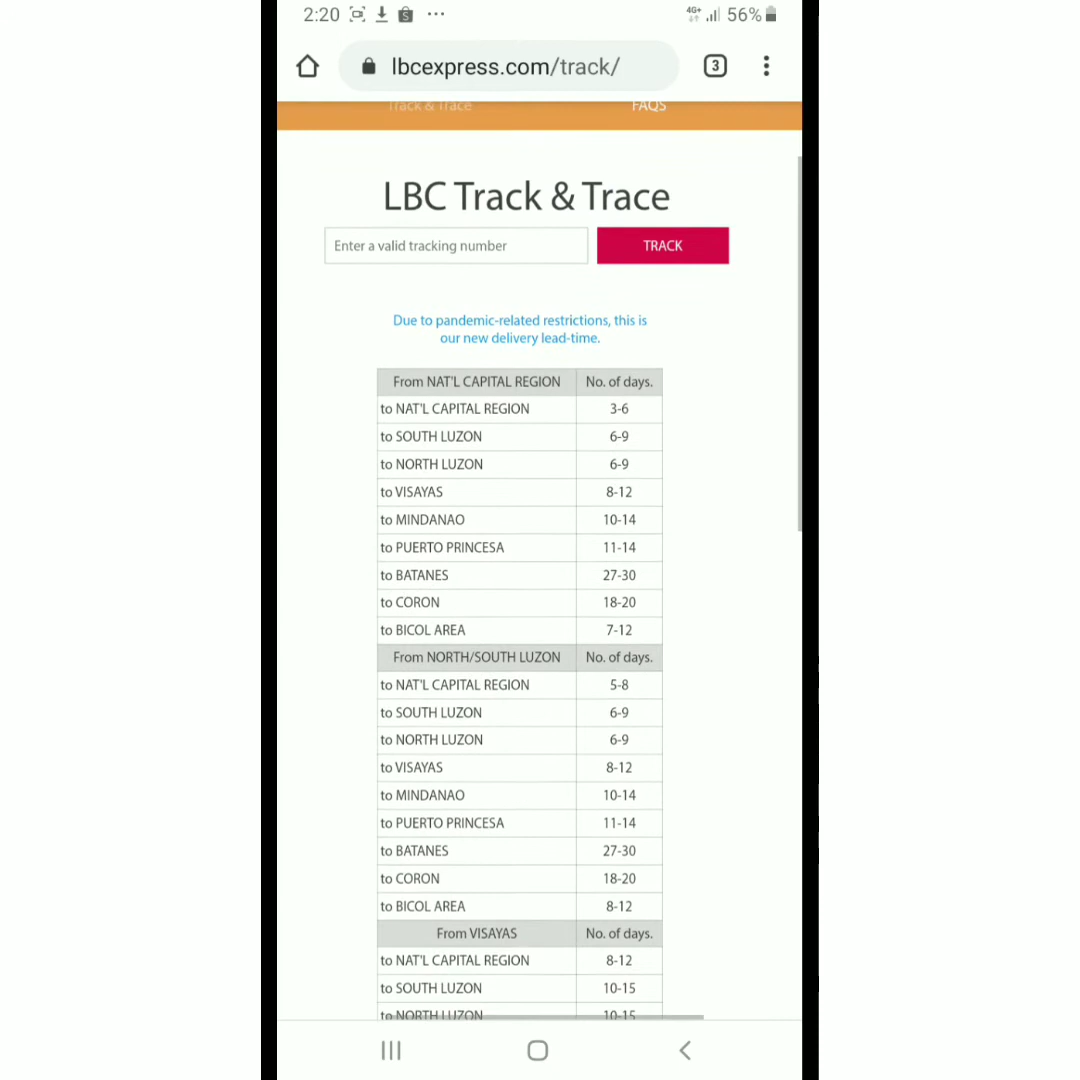 2:20 ... 4G+ 56%
lbcexpress.com/track/ 3
Track & Trace FAQS
LBC Track & Trace
Enter a valid tracking number TRACK
Due to pandemic-related restrictions, this is
our new delivery lead-time.
From NAT'L CAPITAL REGION No. of days.
to NAT'L CAPITAL REGION 3-6
to SOUTH LUZON 6-9
to NORTH LUZON 6-9
to VISAYAS 8-12
to MINDANAO 10-14
to PUERTO PRINCESA 11-14
to BATANES 27-30
to CORON 18-20
to BICOL AREA 7-12
From NORTH/SOUTH LUZON No. of days.
to NAT'L CAPITAL REGION 5-8
to SOUTH LUZON 6-9
to NORTH LUZON 6-9
to VISAYAS 8-12
to MINDANAO 10-14
to PUERTO PRINCESA 11-14
to BATANES 27-30
to CORON 18-20
to BICOL AREA 8-12
From VISAYAS No. of days.
to NAT'L CAPITAL REGION 8-12
to SOUTH LUZON 10-15
to NORTH LUZON 10-15